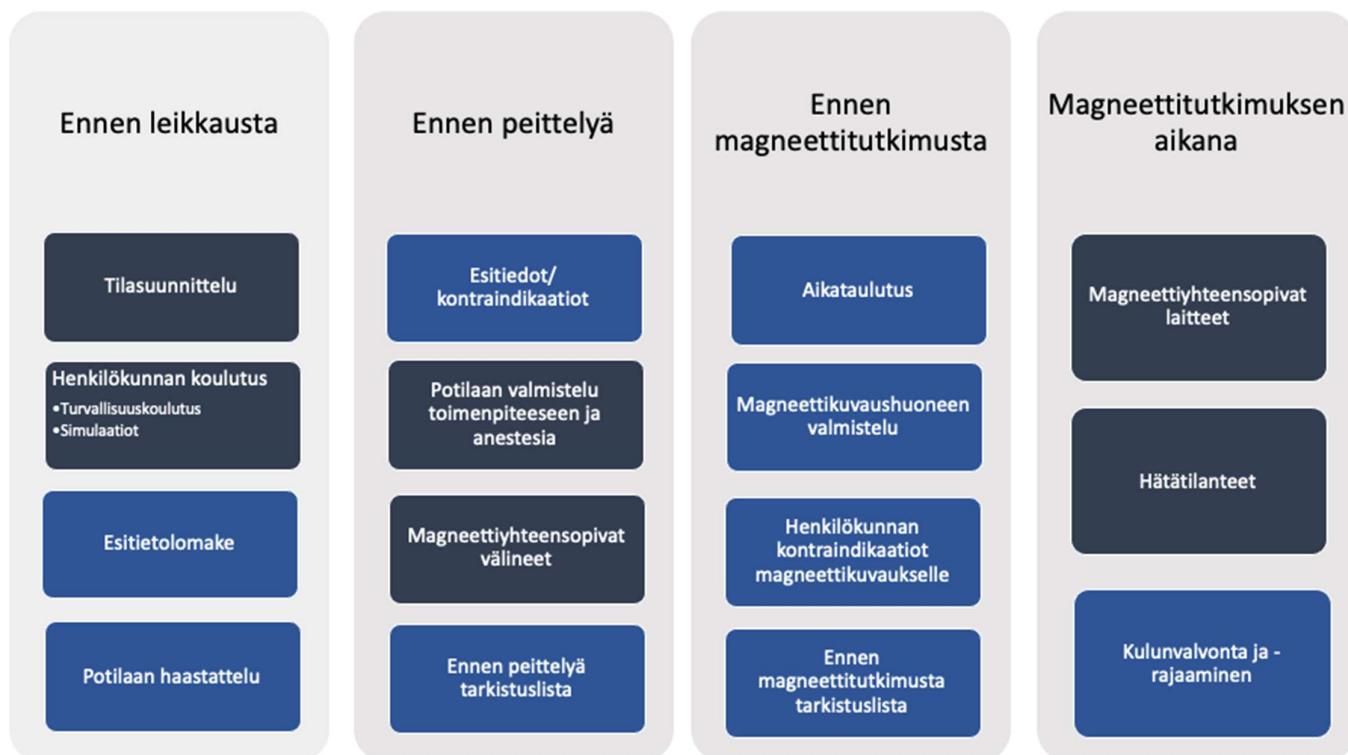 Ennen leikkausta
Tilasuunnittelu
Henkilökunnan koulutus
•Turvallisuuskoulutus
•Simulaatiot
Esitietolomake
Potilaan haastattelu
Ennen peittelyä
Esitiedot/
kontraindikaatiot
Potilaan valmistelu
toimenpiteeseen ja
anestesia
Magneettiyhteensopivat
välineet
Ennen peittelyä
tarkistuslista
Ennen
magneettitutkimusta
Aikataulutus
Magneettikuvaushuoneen
valmistelu
Henkilökunnan
kontraindikaatiot
magneettikuvaukselle
Ennen
magneettitutkimusta
tarkistuslista
Magneettitutkimuksen
aikana
Magneettiyhteensopivat
laitteet
Hätätilanteet
Kulunvalvonta ja -
rajaaminen